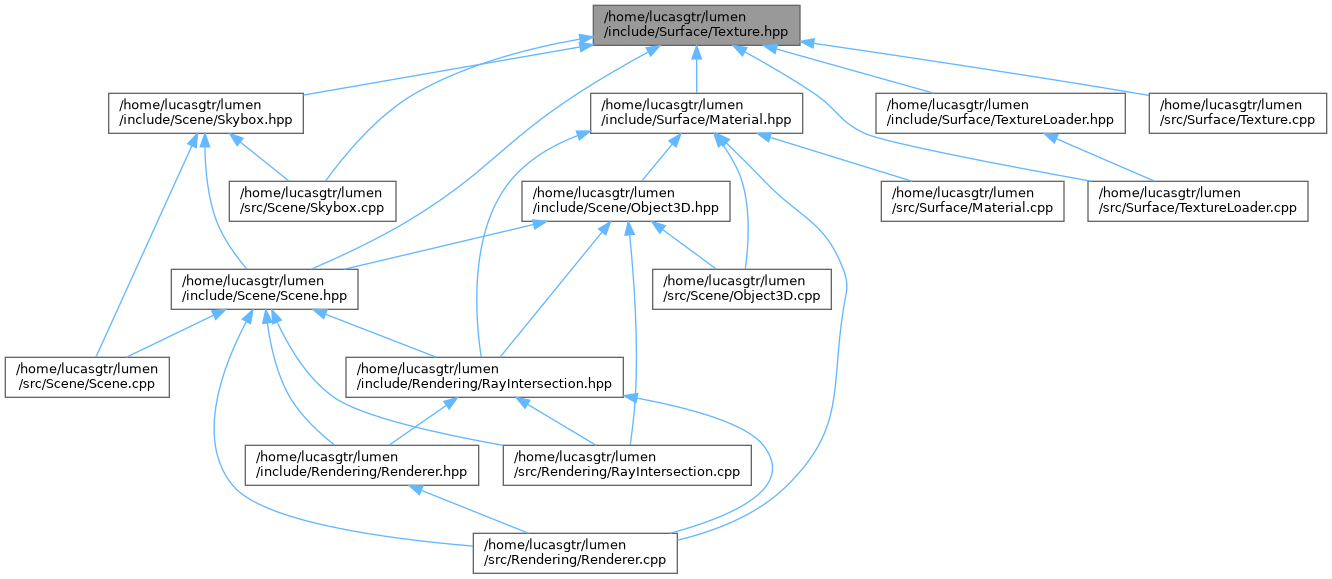 /home/lucasgtr/lumen
/include/Surface/Texture.hpp
/home/lucasgtr/lumen
/include/Scene/Skybox.hpp
/home/lucasgtr/lumen
/include/Surface/Material.hpp
/home/lucasgtr/lumen
/include/Surface/TextureLoader.hpp
/home/lucasgtr/lumen
/src/Surface/Texture.cpp
/home/lucasgtr/lumen
/src/Scene/Skybox.cpp
/home/lucasgtr/lumen
/include/Scene/Object3D.hpp
/home/lucasgtr/lumen
/src/Surface/Material.cpp
/home/lucasgtr/lumen
/src/Surface/TextureLoader.cpp
/home/lucasgtr/lumen
/include/Scene/Scene.hpp
/home/lucasgtr/lumen
/src/Scene/Object3D.cpp
/home/lucasgtr/lumen
/src/Scene/Scene.cpp
/home/lucasgtr/lumen
/include/Rendering/RayIntersection.hpp
/home/lucasgtr/lumen
/include/Rendering/Renderer.hpp
/home/lucasgtr/lumen
/src/Rendering/RayIntersection.cpp
/home/lucasgtr/lumen
/src/Rendering/Renderer.cpp